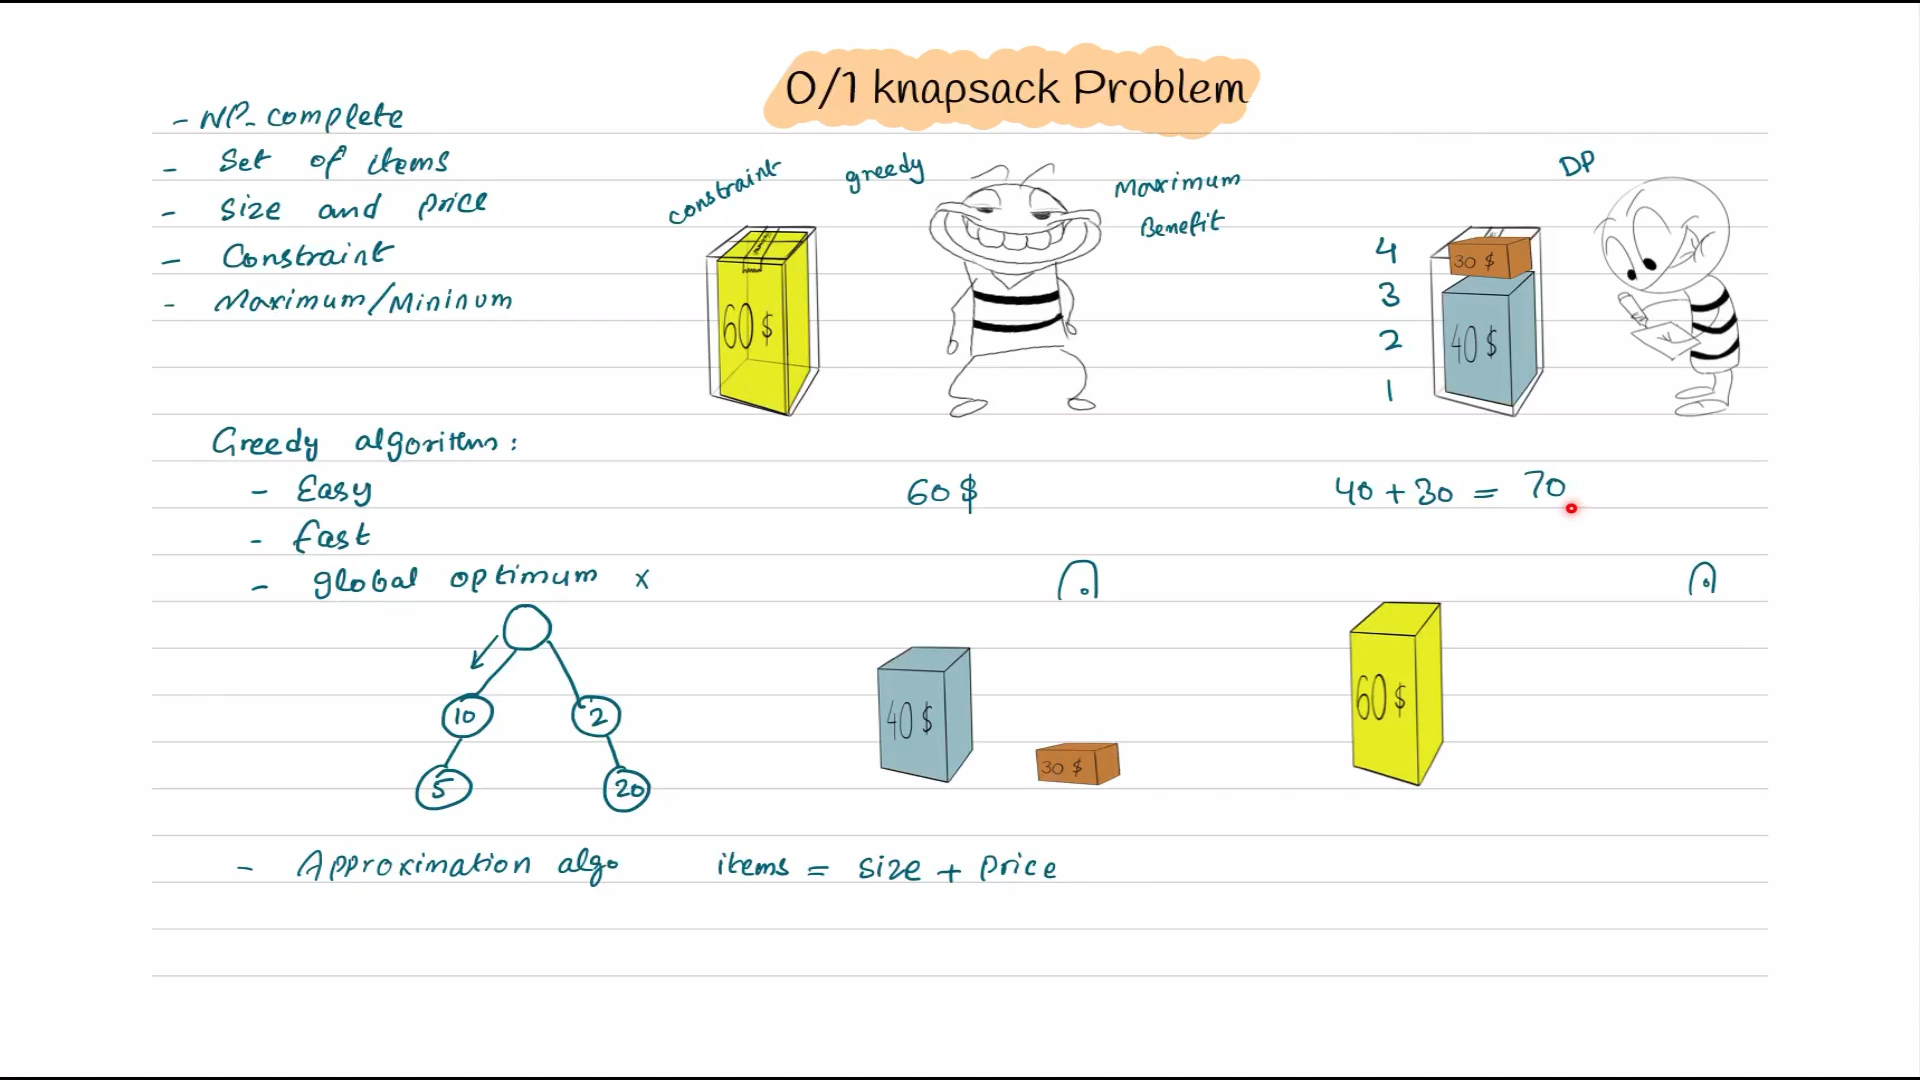 0/1 knapsack Problem
- NP-complete
- Set of items
- Size and price
- Constraint
- Maximum/Mininum
constraint
greedy
Maximum
Benefit
60 $
DP
4
3
2
1
30 $
40 $
Greedy algoritems:
- Easy
- fast
- global optimum x
60 $
40 + 30 = 70
10
2
5
20
40 $
30 $
60 $
- Approximation algo
items = size + price